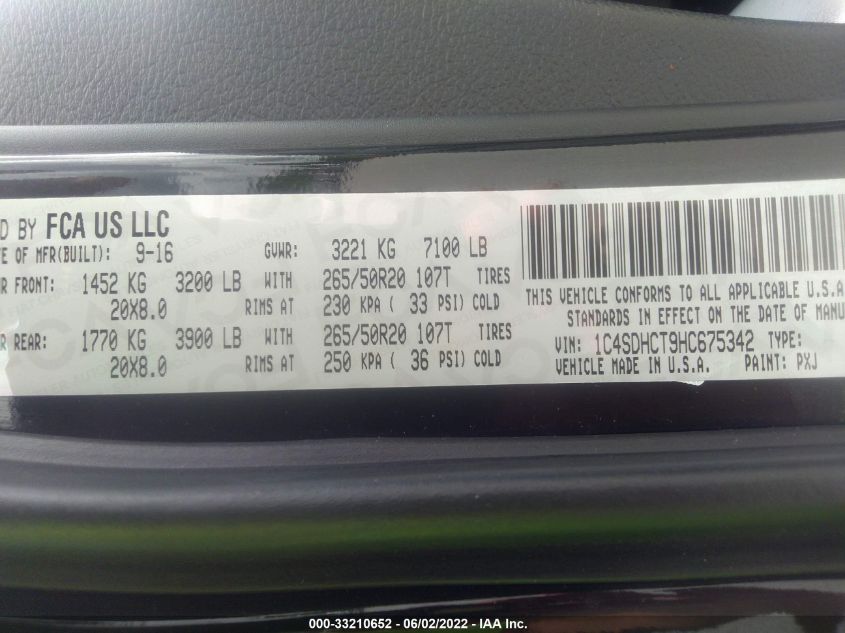 D BY FCA US LLC
E OF MFR(BUILT): 9-16 GVWR: 3221 KG 7100 LB
R FRONT: 1452 KG 3200 LB WITH 265/50R20 107T TIRES
20X8.0 RIMS AT 230 KPA ( 33 PSI) COLD
R REAR: 1770 KG 3900 LB WITH 265/50R20 107T TIRES
20X8.0 RIMS AT 250 KPA ( 36 PSI) COLD
THIS VEHICLE CONFORMS TO ALL APPLICABLE U.S.A
STANDARDS IN EFFECT ON THE DATE OF MANU
VIN: 1C4SDHCT9HC675342 TYPE:
VEHICLE MADE IN U.S.A. PAINT: PXJ
000-33210652 - 06/02/2022 - IAA Inc.